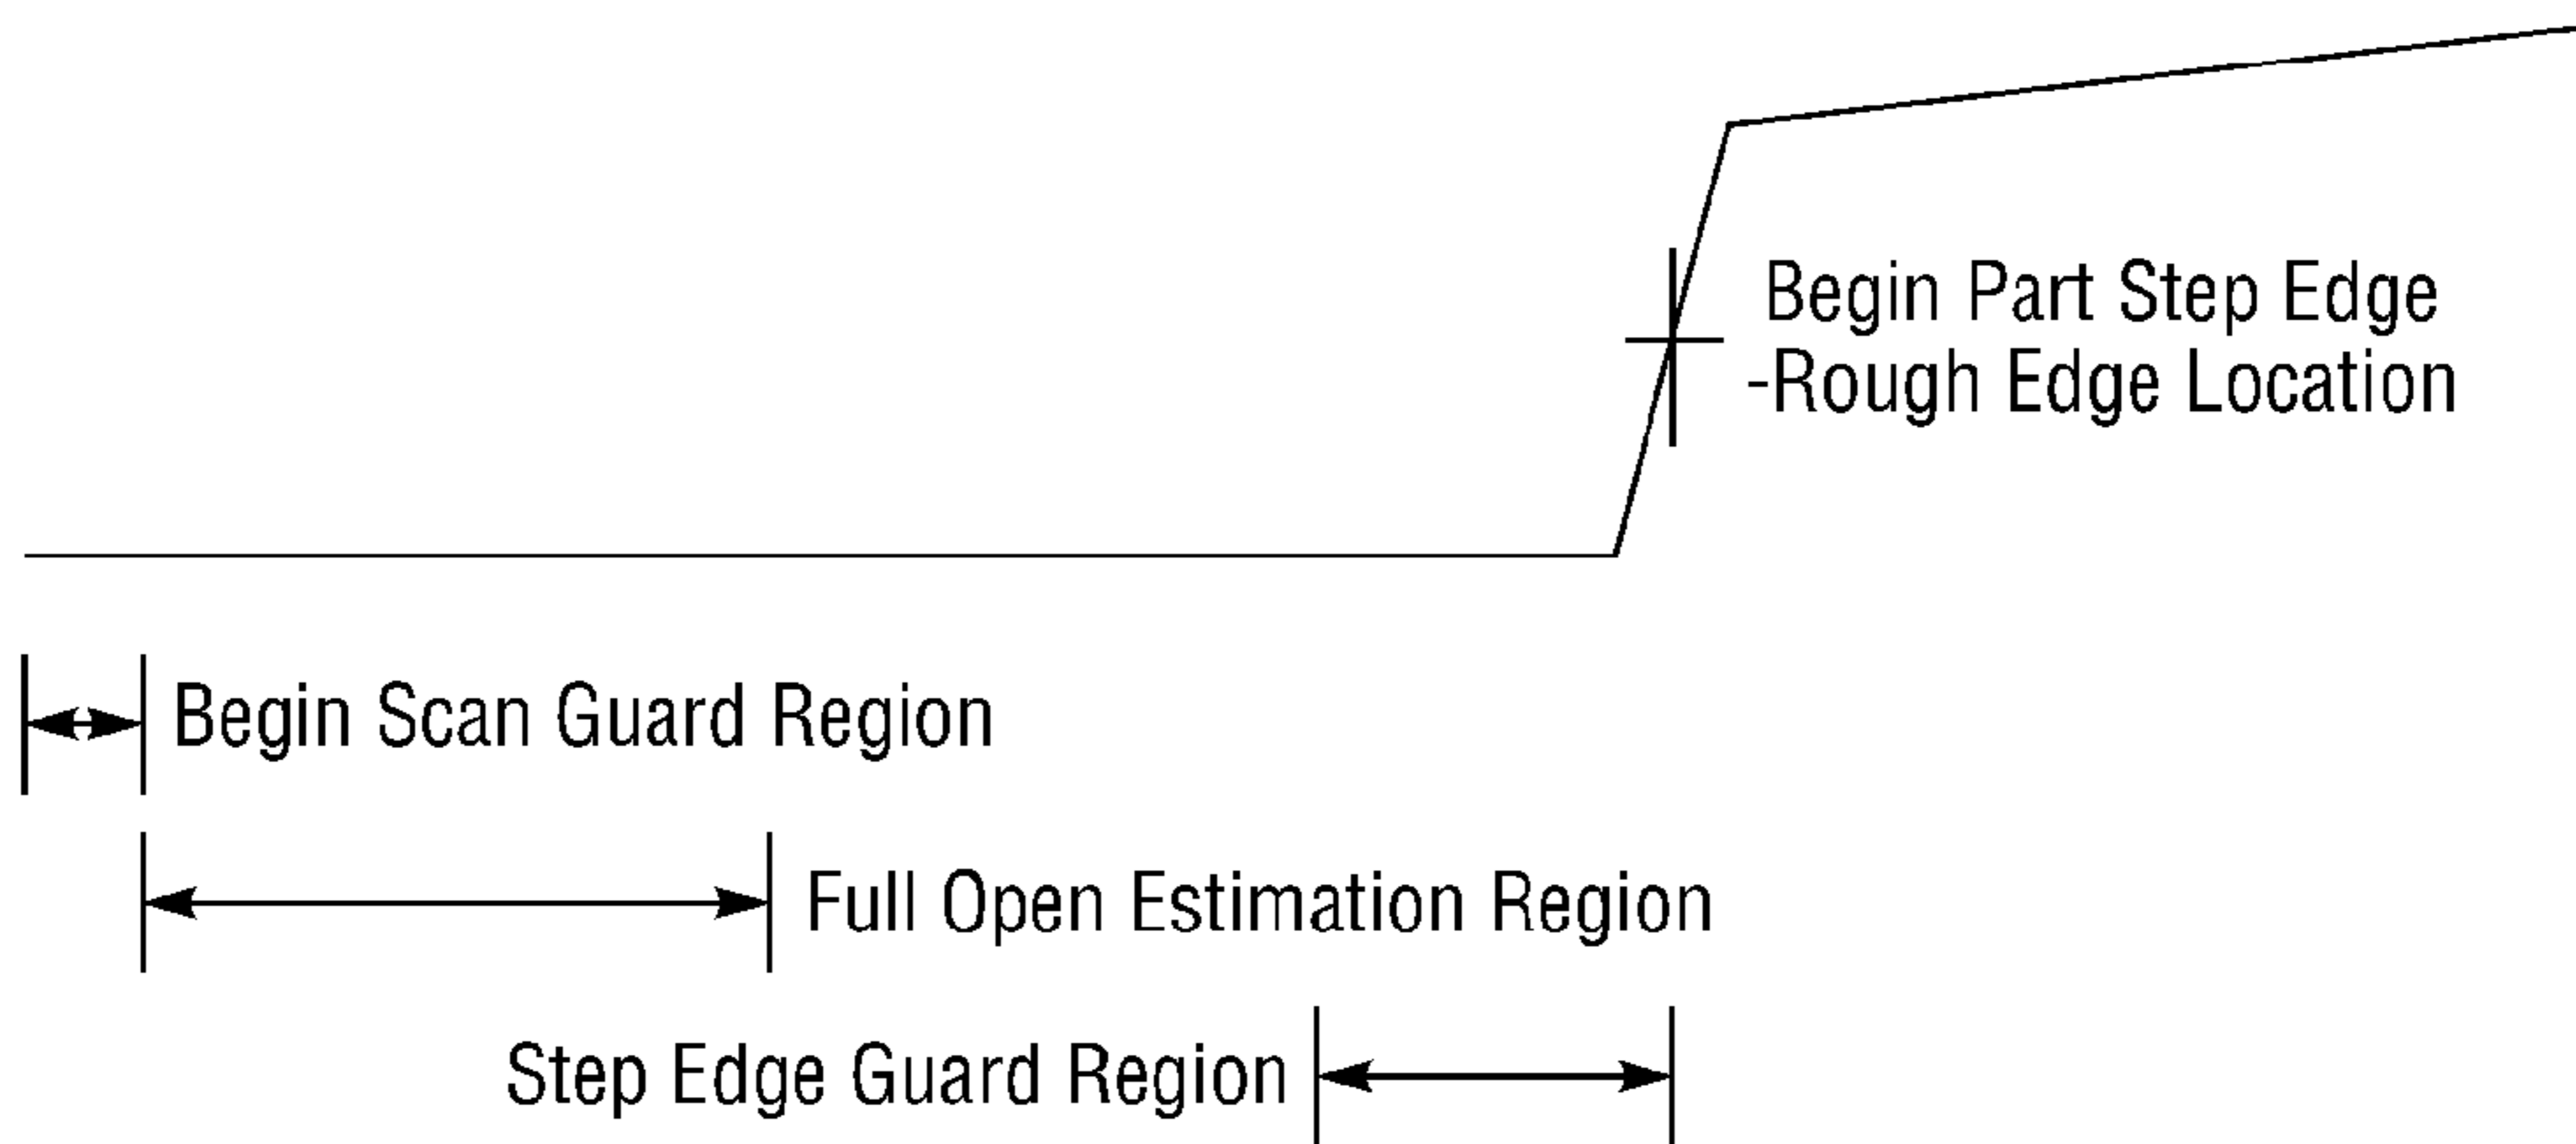 Begin Part Step Edge
-Rough Edge Location
Begin Scan Guard Region
Full Open Estimation Region
Step Edge Guard Region